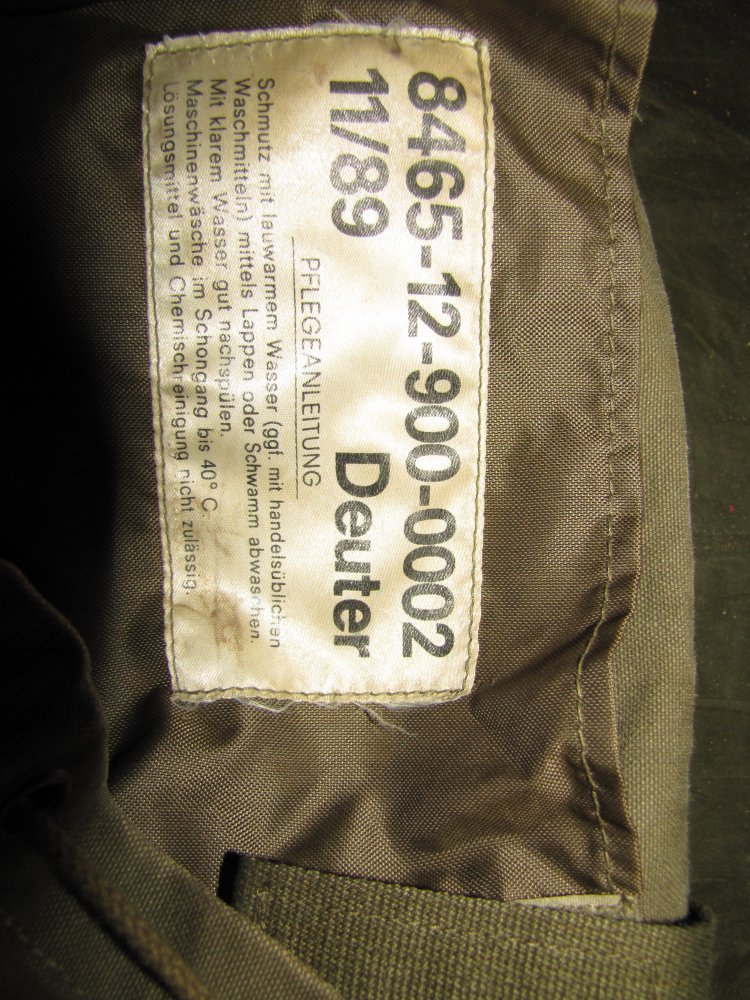 8465-12-900-0002
11/89 Deuter
PFLEGEANLEITUNG
Schmutz mit lauwarmem Wasser (ggf. mit handelsüblichen
Waschmitteln) mittels Lappen oder Schwamm abwaschen.
Mit klarem Wasser gut nachspülen.
Maschinenwäsche im Schongang bis 40° C.
Lösungsmittel und Chemischreinigung nicht zulässig.